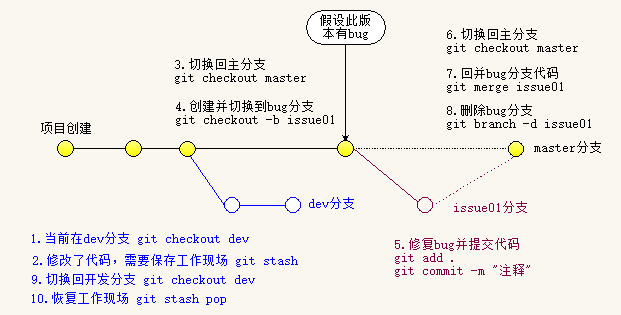 假设此版
本有bug
3.切换回主分支
git checkout master
4.创建并切换到bug分支
git checkout -b issue01
6.切换回主分支
git checkout master
7.回并bug分支代码
git merge issue01
8.删除bug分支
git branch -d issue01
项目创建
master分支
dev分支
issue01分支
1.当前在dev分支 git checkout dev
2.修改了代码，需要保存工作现场 git stash
9.切换回开发分支 git checkout dev
10.恢复工作现场 git stash pop
5.修复bug并提交代码
git add .
git commit -m "注释"